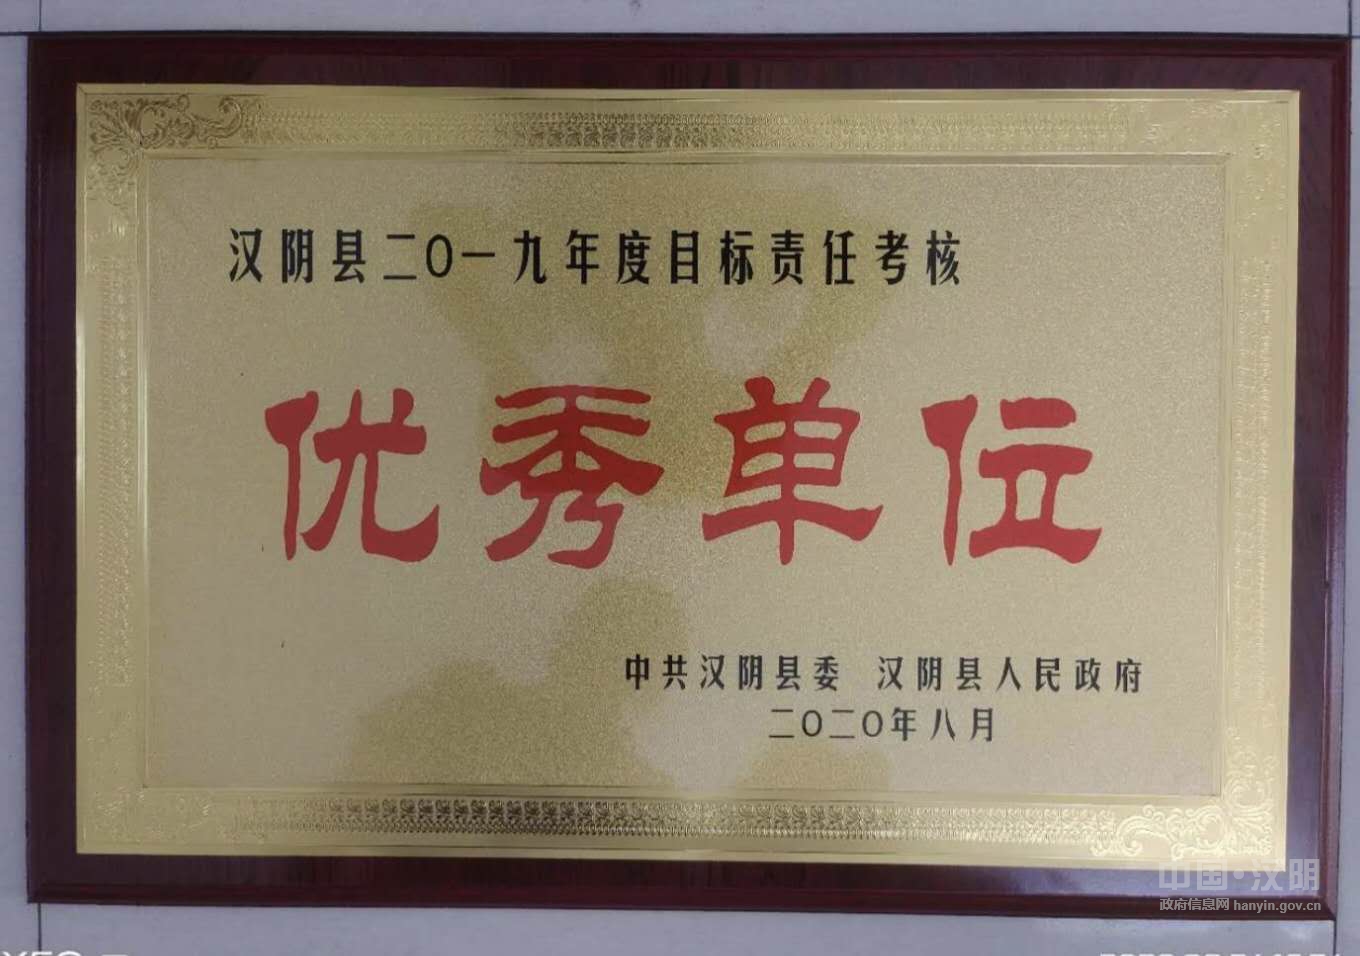 汉阴县二〇一九年度目标责任考核
优秀单位
中共汉阴县委 汉阴县人民政府
二〇二〇年八月
中国·汉阴
政府信息网 hanyin.gov.cn